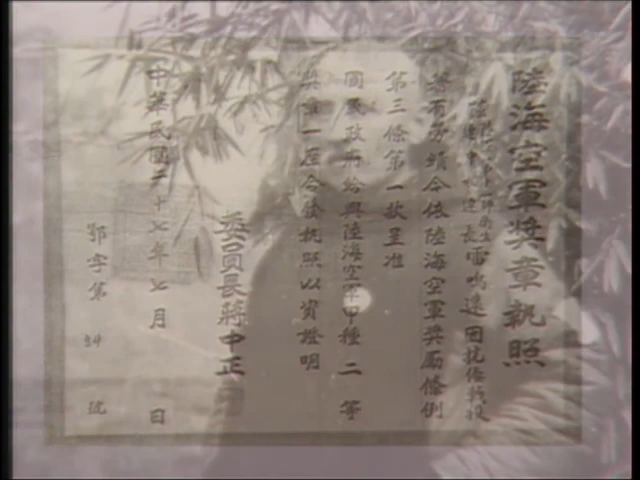 陸海空軍奬章執照
長雷鳴遠因抗倭戰役
著有勞績合依陸海空軍奬勵條例
第三條第一款呈准
國民政府給與陸海空軍甲種二等
奬章一座合發執照以資證明
委員長蔣中正
中華民國二十七年七月 日
鄂字第 號